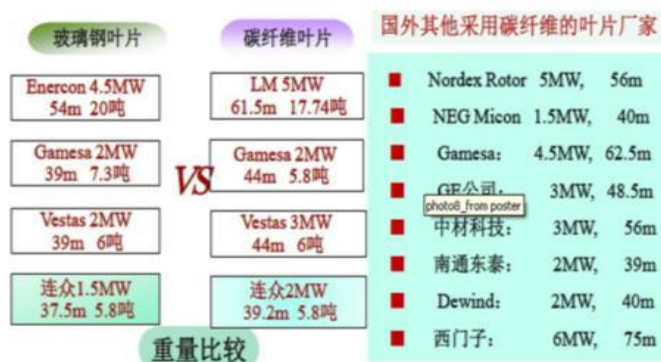 玻璃钢叶片
碳纤维叶片
国外其他采用碳纤维的叶片厂家
Enercon 4.5MW
54m 20吨
LM 5MW
61.5m 17.74吨
Gamesa 2MW
39m 7.3吨
VS
Gamesa 2MW
44m 5.8吨
Vestas 2MW
39m 6吨
Vestas 3MW
44m 6吨
连众1.5MW
37.5m 5.8吨
连众2MW
39.2m 5.8吨
重量比较
Nordex Rotor 5MW, 56m
NEG Micon 1.5MW, 40m
Gamesa: 4.5MW, 62.5m
GE公司: 3MW, 48.5m
photo8_from poster
中材科技: 3MW, 56m
南通东泰: 2MW, 39m
Dewind: 2MW, 40m
西门子: 6MW, 75m